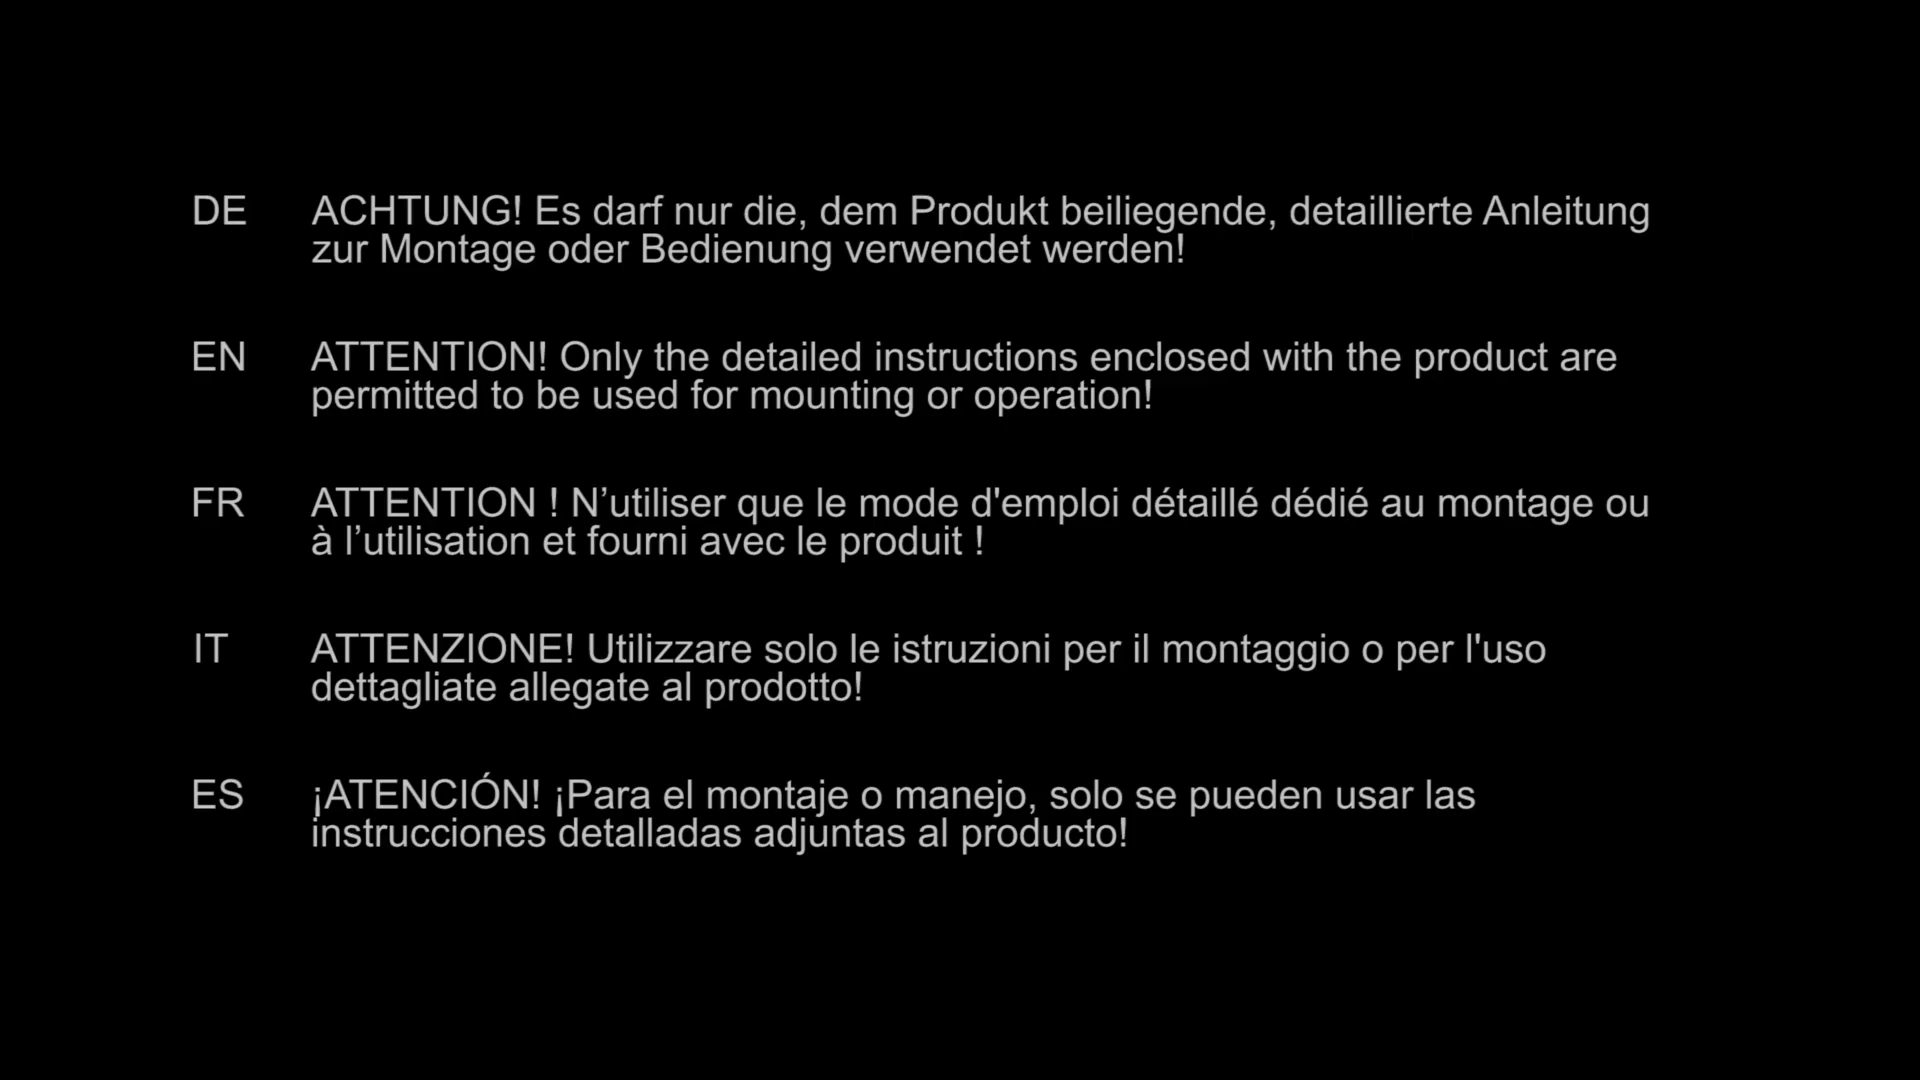 DE ACHTUNG! Es darf nur die, dem Produkt beiliegende, detaillierte Anleitung
zur Montage oder Bedienung verwendet werden!
EN ATTENTION! Only the detailed instructions enclosed with the product are
permitted to be used for mounting or operation!
FR ATTENTION ! N’utiliser que le mode d'emploi détaillé dédié au montage ou
à l’utilisation et fourni avec le produit !
IT ATTENZIONE! Utilizzare solo le istruzioni per il montaggio o per l'uso
dettagliate allegate al prodotto!
ES ¡ATENCIÓN! ¡Para el montaje o manejo, solo se pueden usar las
instrucciones detalladas adjuntas al producto!